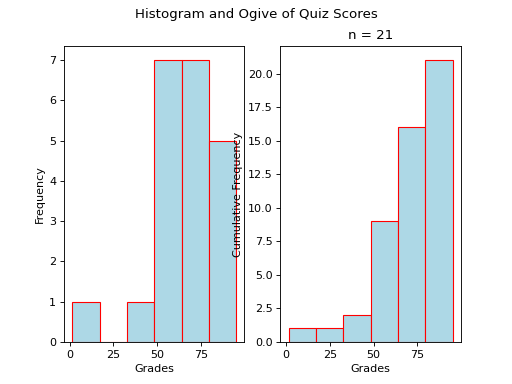 Histogram and Ogive of Quiz Scores
n = 21
7
6
5
4
3
2
1
0
Frequency
0 25 50 75
Grades
20.0
17.5
15.0
12.5
10.0
7.5
5.0
2.5
0.0
Cumulative Frequency
0 25 50 75
Grades